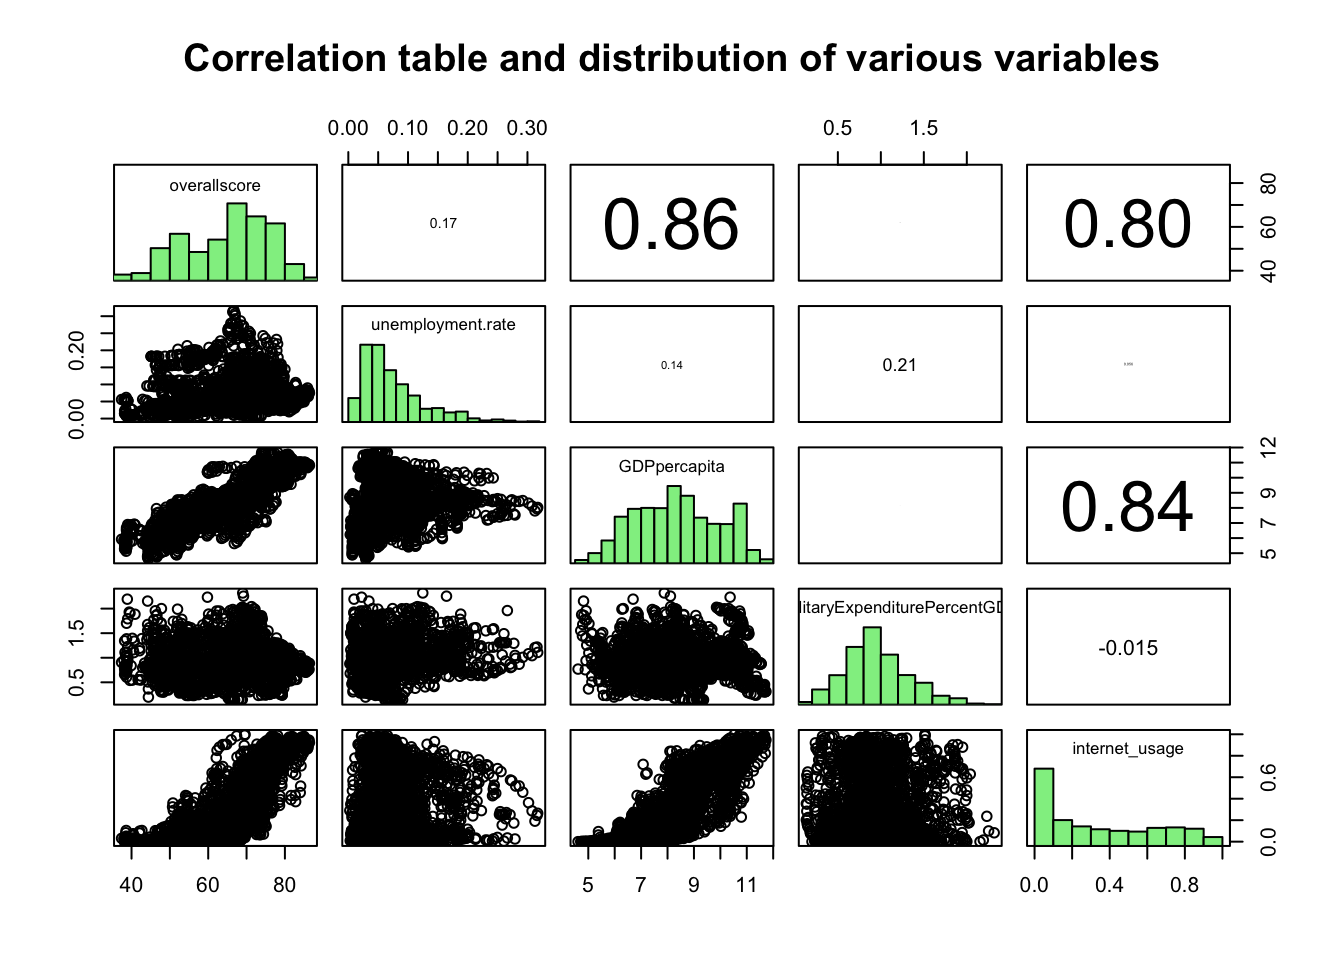 Correlation table and distribution of various variables
0.00 0.10 0.20 0.30 0.5 1.5
overallscore 0.17 0.86 0.80 40 60 80
0.00 0.20 unemployment.rate 0.14 0.21
GDPpercapita 0.84 5 7 9 12
0.5 1.5 litaryExpenditurePercentGD -0.015
internet_usage 0.0 0.6
40 60 80 5 7 9 11 0.0 0.4 0.8